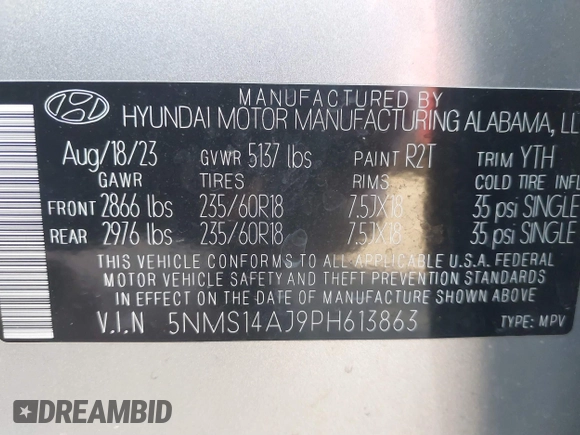 MANUFACTURED BY
HYUNDAI MOTOR MANUFACTURING ALABAMA, LL
Aug/18/23 GVWR 5137 lbs PAINT R2T TRIM YTH
GAWR TIRES RIMS COLD TIRE INFL
FRONT 2866 lbs 235/60R18 7.5JX18 35 psi SINGLE
REAR 2976 lbs 235/60R18 7.5JX18 35 psi SINGLE
THIS VEHICLE CONFORMS TO ALL APPLICABLE U.S.A. FEDERAL
MOTOR VEHICLE SAFETY AND THEFT PREVENTION STANDARDS
IN EFFECT ON THE DATE OF MANUFACTURE SHOWN ABOVE.
V.I.N 5NMS14AJ9PH613863 TYPE: MPV
DREAMBID